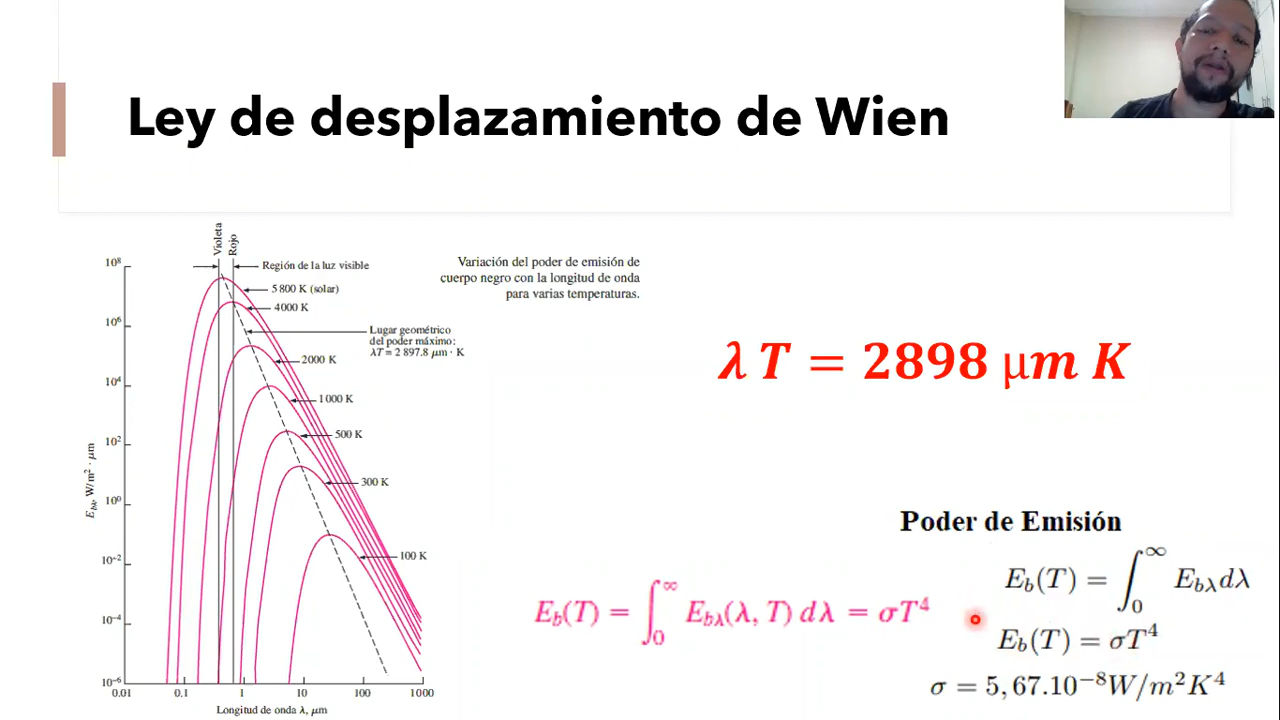 Ley de desplazamiento de Wien
Violeta
Rojo
Región de la luz visible
5 800 K (solar)
4000 K
Lugar geométrico
del poder máximo:
λT = 2 897.8 μm · K
2000 K
1 000 K
500 K
300 K
100 K
10⁸
10⁶
10⁴
10²
10⁰
10⁻²
10⁻⁴
10⁻⁶
E_bλ, W/m² · μm
0.01 0.1 1 10 100 1000
Longitud de onda λ, μm
Variación del poder de emisión de
cuerpo negro con la longitud de onda
para varias temperaturas.
λ T = 2898 μm K
E_b(T) = ∫₀^∞ E_bλ(λ, T) dλ = σT⁴
Poder de Emisión
E_b(T) = ∫₀^∞ E_bλ dλ
E_b(T) = σT⁴
σ = 5,67.10⁻⁸W/m²K⁴